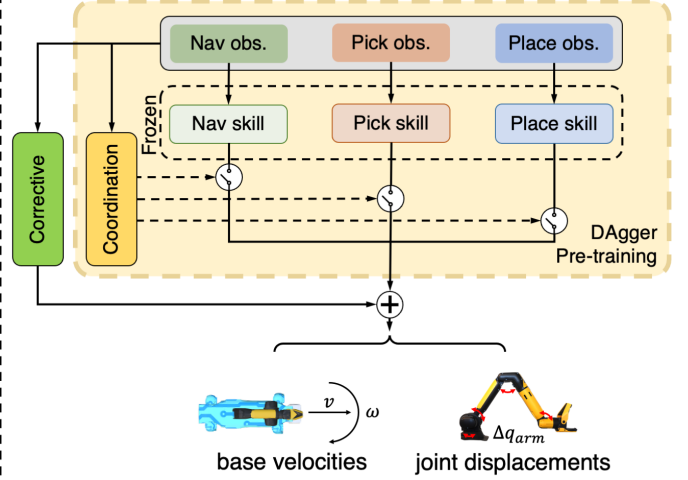 Nav obs.
Pick obs.
Place obs.
Frozen
Nav skill
Pick skill
Place skill
Corrective
Coordination
DAgger
Pre-training
+
v
ω
Δq_arm
base velocities
joint displacements